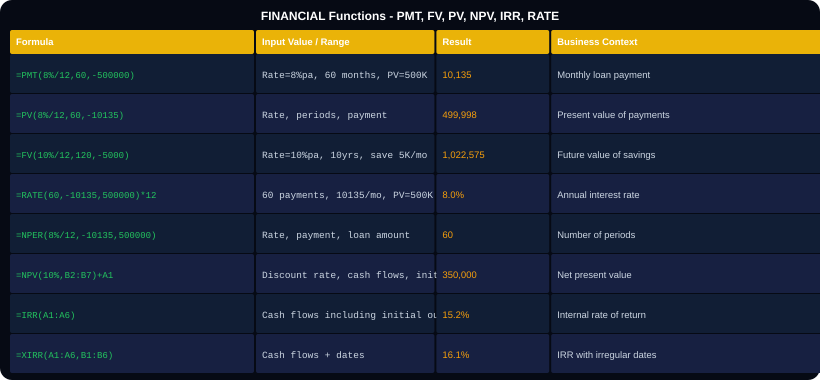 FINANCIAL Functions - PMT, FV, PV, NPV, IRR, RATE
Formula Input Value / Range Result Business Context
=PMT(8%/12,60,-500000) Rate=8%pa, 60 months, PV=500K 10,135 Monthly loan payment
=PV(8%/12,60,-10135) Rate, periods, payment 499,998 Present value of payments
=FV(10%/12,120,-5000) Rate=10%pa, 10yrs, save 5K/mo 1,022,575 Future value of savings
=RATE(60,-10135,500000)*12 60 payments, 10135/mo, PV=500K 8.0% Annual interest rate
=NPER(8%/12,-10135,500000) Rate, payment, loan amount 60 Number of periods
=NPV(10%,B2:B7)+A1 Discount rate, cash flows, init 350,000 Net present value
=IRR(A1:A6) Cash flows including initial ou 15.2% Internal rate of return
=XIRR(A1:A6,B1:B6) Cash flows + dates 16.1% IRR with irregular dates